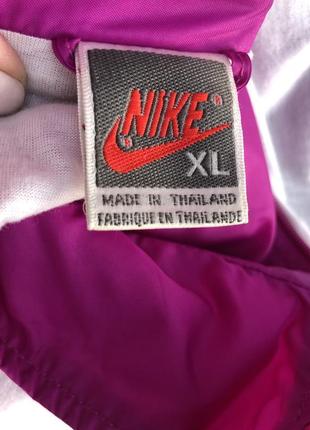 NIKE®
®
XL
MADE IN THAILAND
FABRIQUE EN THAILANDE